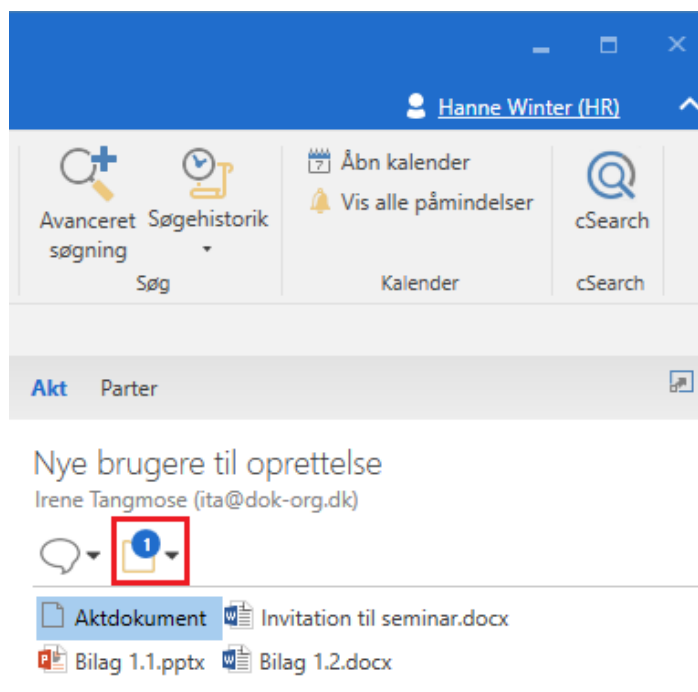 Hanne Winter (HR)
Avanceret søgning
Søgehistorik
Åbn kalender
Vis alle påmindelser
cSearch
Søg
Kalender
cSearch
Akt Parter
Nye brugere til oprettelse
Irene Tangmose (ita@dok-org.dk)
1
Aktdokument Invitation til seminar.docx
Bilag 1.1.pptx Bilag 1.2.docx